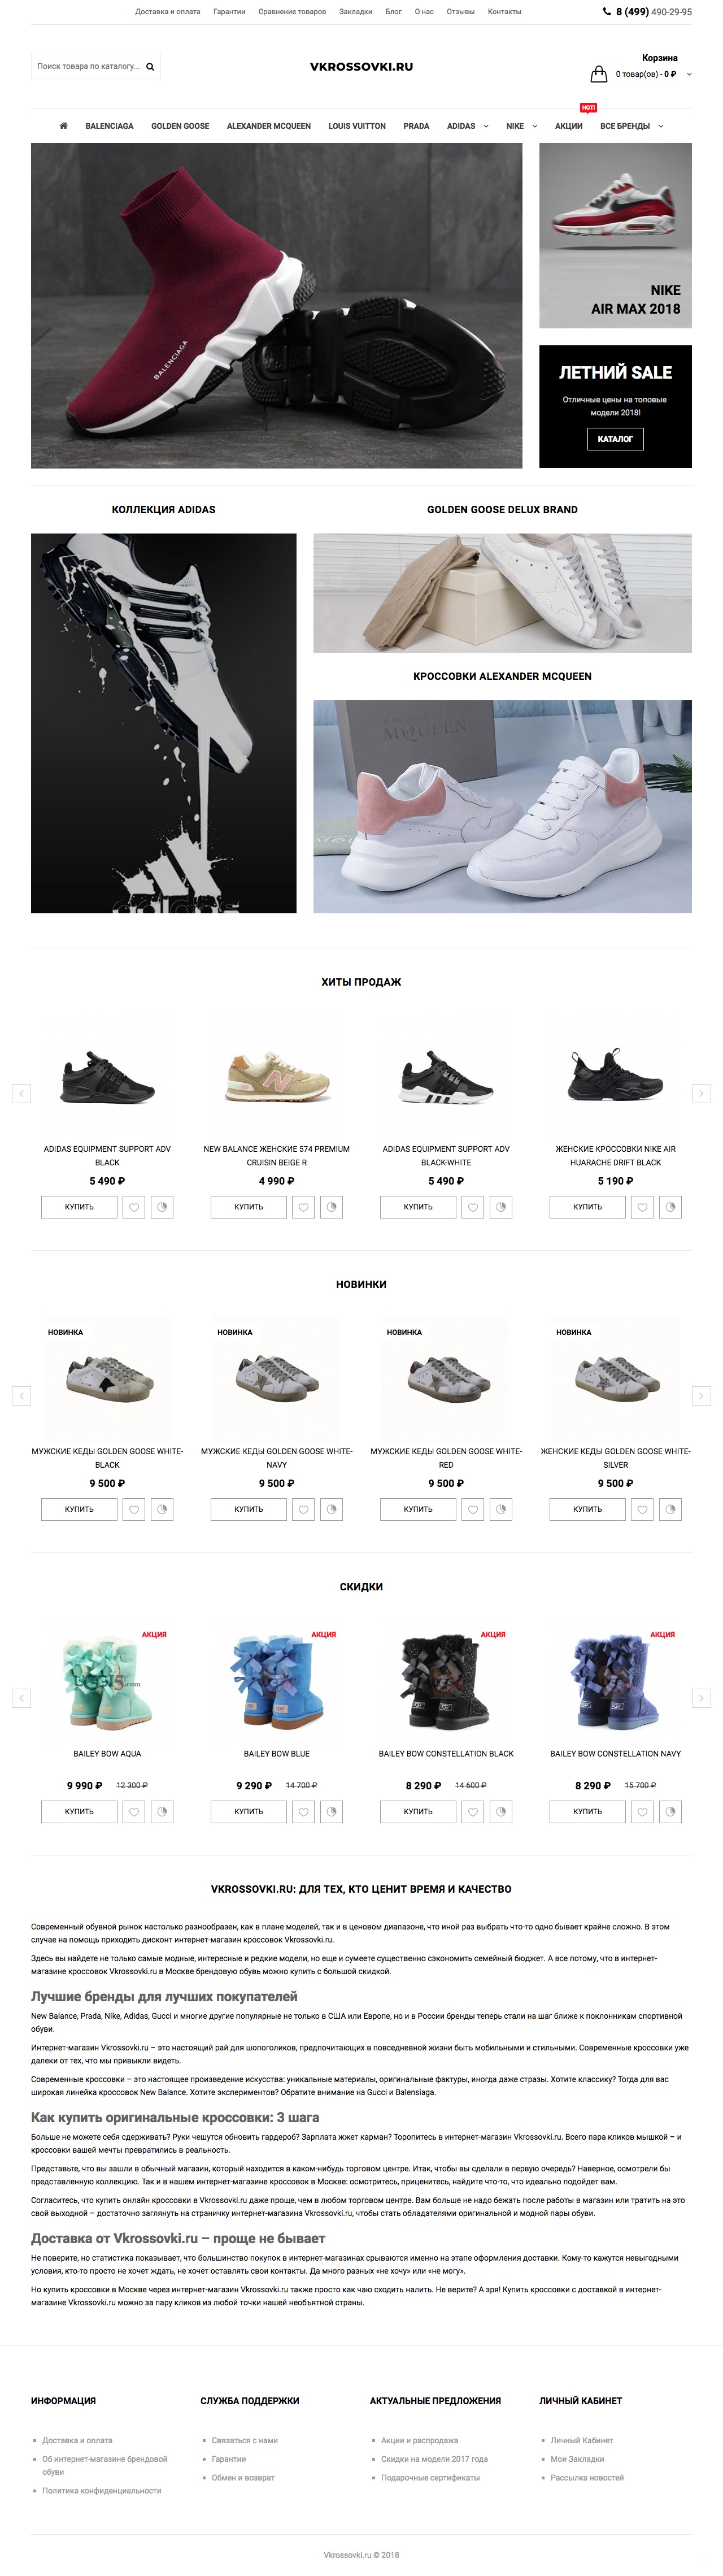 Доставка и оплата Гарантии Сравнение товаров Закладки Блог О нас Отзывы Контакты 8 (499) 490-29-95
Поиск товара по каталогу...
VKROSSOVKI.RU
Корзина
0 товар(ов) - 0 ₽
HOT!
BALENCIAGA GOLDEN GOOSE ALEXANDER MCQUEEN LOUIS VUITTON PRADA ADIDAS NIKE АКЦИИ ВСЕ БРЕНДЫ
BALENCIAGA
NIKE
AIR MAX 2018
ЛЕТНИЙ SALE
Отличные цены на топовые
модели 2018!
КАТАЛОГ
КОЛЛЕКЦИЯ ADIDAS
adidas
GOLDEN GOOSE DELUX BRAND
КРОССОВКИ ALEXANDER MCQUEEN
MCQUEEN
ХИТЫ ПРОДАЖ
ADIDAS EQUIPMENT SUPPORT ADV
BLACK
5 490 ₽
КУПИТЬ
NEW BALANCE ЖЕНСКИЕ 574 PREMIUM
CRUISIN BEIGE R
4 990 ₽
КУПИТЬ
ADIDAS EQUIPMENT SUPPORT ADV
BLACK-WHITE
5 490 ₽
КУПИТЬ
ЖЕНСКИЕ КРОССОВКИ NIKE AIR
HUARACHE DRIFT BLACK
5 190 ₽
КУПИТЬ
НОВИНКИ
НОВИНКА
МУЖСКИЕ КЕДЫ GOLDEN GOOSE WHITE-
BLACK
9 500 ₽
КУПИТЬ
НОВИНКА
МУЖСКИЕ КЕДЫ GOLDEN GOOSE WHITE-
NAVY
9 500 ₽
КУПИТЬ
НОВИНКА
МУЖСКИЕ КЕДЫ GOLDEN GOOSE WHITE-
RED
9 500 ₽
КУПИТЬ
НОВИНКА
ЖЕНСКИЕ КЕДЫ GOLDEN GOOSE WHITE-
SILVER
9 500 ₽
КУПИТЬ
СКИДКИ
АКЦИЯ
BAILEY BOW AQUA
9 990 ₽ 12 300 ₽
КУПИТЬ
АКЦИЯ
BAILEY BOW BLUE
9 290 ₽ 14 700 ₽
КУПИТЬ
АКЦИЯ
BAILEY BOW CONSTELLATION BLACK
8 290 ₽ 14 600 ₽
КУПИТЬ
АКЦИЯ
BAILEY BOW CONSTELLATION NAVY
8 290 ₽ 15 700 ₽
КУПИТЬ
VKROSSOVKI.RU: ДЛЯ ТЕХ, КТО ЦЕНИТ ВРЕМЯ И КАЧЕСТВО
Современный обувной рынок настолько разнообразен, как в плане моделей, так и в ценовом диапазоне, что иной раз выбрать что-то одно бывает крайне сложно. В этом
случае на помощь приходить дисконт интернет-магазин кроссовок Vkrossovki.ru.
Здесь вы найдете не только самые модные, интересные и редкие модели, но еще и сумеете существенно сэкономить семейный бюджет. А все потому, что в интернет-
магазине кроссовок Vkrossovki.ru в Москве брендовую обувь можно купить с большой скидкой.
Лучшие бренды для лучших покупателей
New Balance, Prada, Nike, Adidas, Gucci и многие другие популярные не только в США или Европе, но и в России бренды теперь стали на шаг ближе к поклонникам спортивной
обуви.
Интернет-магазин Vkrossovki.ru – это настоящий рай для шопоголиков, предпочитающих в повседневной жизни быть мобильными и стильными. Современные кроссовки уже
далеки от тех, что мы привыкли видеть.
Современные кроссовки – это настоящее произведение искусства: уникальные материалы, оригинальные фактуры, иногда даже стразы. Хотите классику? Тогда для вас
широкая линейка кроссовок New Balance. Хотите экспериментов? Обратите внимание на Gucci и Balensiaga.
Как купить оригинальные кроссовки: 3 шага
Больше не можете себя сдерживать? Руки чешутся обновить гардероб? Зарплата жжет карман? Торопитесь в интернет-магазин Vkrossovki.ru. Всего пара кликов мышкой – и
кроссовки вашей мечты превратились в реальность.
Представьте, что вы зашли в обычный магазин, который находится в каком-нибудь торговом центре. Итак, чтобы вы сделали в первую очередь? Наверное, осмотрели бы
представленную коллекцию. Так и в нашем интернет-магазине кроссовок в Москве: осмотритесь, приценитесь, найдите что-то, что идеально подойдет вам.
Согласитесь, что купить онлайн кроссовки в Vkrossovki.ru даже проще, чем в любом торговом центре. Вам больше не надо бежать после работы в магазин или тратить на это
свой выходной – достаточно заглянуть на страничку интернет-магазина Vkrossovki.ru, чтобы стать обладателями оригинальной и модной пары обуви.
Доставка от Vkrossovki.ru – проще не бывает
Не поверите, но статистика показывает, что большинство покупок в интернет-магазинах срываются именно на этапе оформления доставки. Кому-то кажутся невыгодными
условия, кто-то просто не хочет ждать, не хочет оставлять свои контакты. Да много разных «не хочу» или «не могу».
Но купить кроссовки в Москве через интернет-магазин Vkrossovki.ru также просто как чаю сходить налить. Не верите? А зря! Купить кроссовки с доставкой в интернет-
магазине Vkrossovki.ru можно за пару кликов из любой точки нашей необъятной страны.
ИНФОРМАЦИЯ
Доставка и оплата
Об интернет-магазине брендовой
обуви
Политика конфиденциальности
СЛУЖБА ПОДДЕРЖКИ
Связаться с нами
Гарантии
Обмен и возврат
АКТУАЛЬНЫЕ ПРЕДЛОЖЕНИЯ
Акции и распродажа
Скидки на модели 2017 года
Подарочные сертификаты
ЛИЧНЫЙ КАБИНЕТ
Личный Кабинет
Мои Закладки
Рассылка новостей
Vkrossovki.ru © 2018